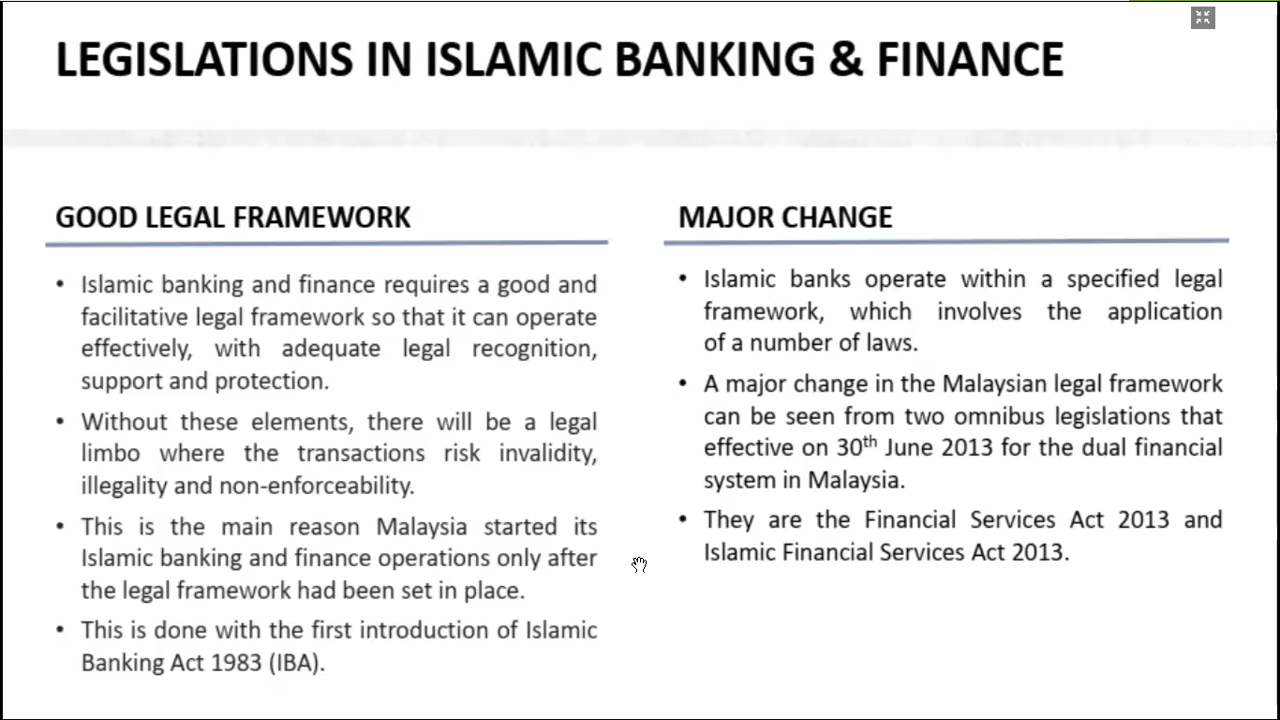 LEGISLATIONS IN ISLAMIC BANKING & FINANCE
GOOD LEGAL FRAMEWORK
• Islamic banking and finance requires a good and
facilitative legal framework so that it can operate
effectively, with adequate legal recognition,
support and protection.
• Without these elements, there will be a legal
limbo where the transactions risk invalidity,
illegality and non-enforceability.
• This is the main reason Malaysia started its
Islamic banking and finance operations only after
the legal framework had been set in place.
• This is done with the first introduction of Islamic
Banking Act 1983 (IBA).
MAJOR CHANGE
• Islamic banks operate within a specified legal
framework, which involves the application
of a number of laws.
• A major change in the Malaysian legal framework
can be seen from two omnibus legislations that
effective on 30th June 2013 for the dual financial
system in Malaysia.
• They are the Financial Services Act 2013 and
Islamic Financial Services Act 2013.